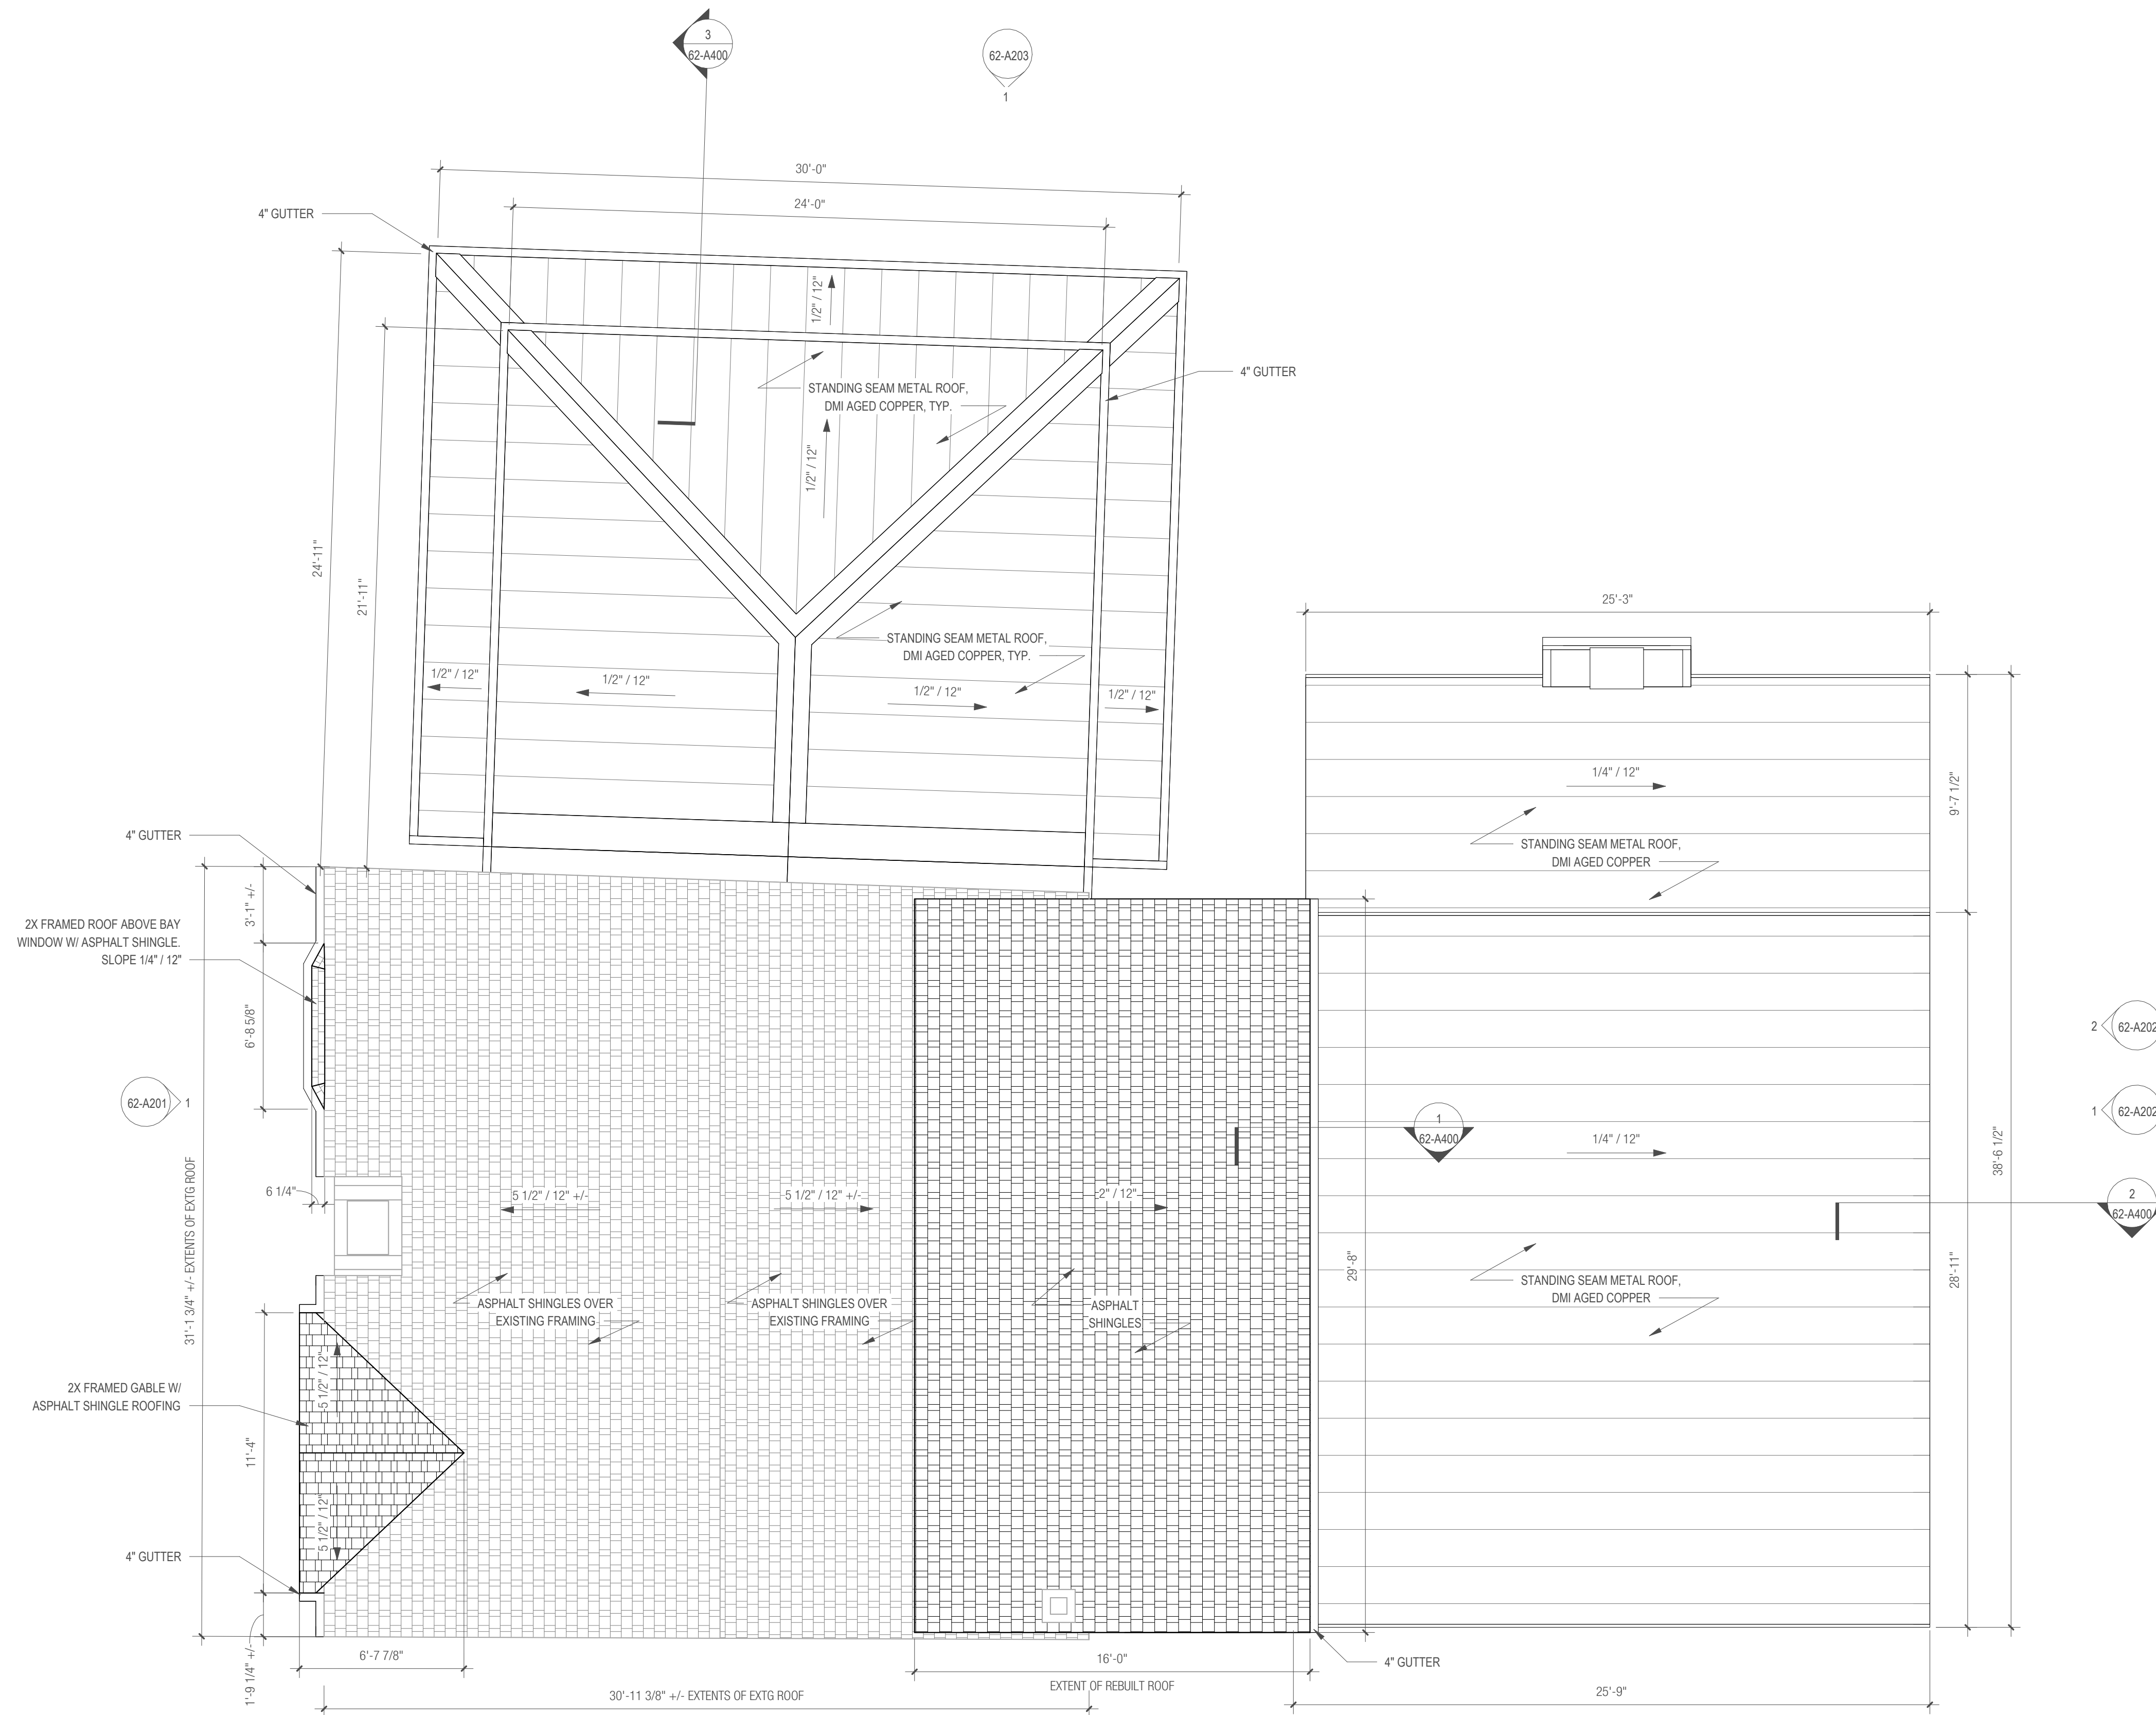 3
62-A400
62-A203
1
30'-0"
24'-0"
4" GUTTER
1/2" / 12"
4" GUTTER
STANDING SEAM METAL ROOF,
DMI AGED COPPER, TYP.
1/2" / 12"
24'-11"
21'-11"
STANDING SEAM METAL ROOF,
DMI AGED COPPER, TYP.
1/2" / 12"
1/2" / 12"
1/2" / 12"
1/2" / 12"
25'-3"
1/4" / 12"
9'-7 1/2"
STANDING SEAM METAL ROOF,
DMI AGED COPPER
4" GUTTER
3'-1" +/-
2X FRAMED ROOF ABOVE BAY
WINDOW W/ ASPHALT SHINGLE.
SLOPE 1/4" / 12"
6'-8 5/8"
62-A201
1
2
62-A202
1
62-A202
1
62-A400
1/4" / 12"
38'-6 1/2"
31'-1 3/4" +/- EXTENTS OF EXTG ROOF
6 1/4"
5 1/2" / 12" +/-
5 1/2" / 12" +/-
2" / 12"
2
62-A400
29'-8"
28'-11"
STANDING SEAM METAL ROOF,
DMI AGED COPPER
ASPHALT SHINGLES OVER
EXISTING FRAMING
ASPHALT SHINGLES OVER
EXISTING FRAMING
ASPHALT
SHINGLES
5 1/2" / 12"
2X FRAMED GABLE W/
ASPHALT SHINGLE ROOFING
11'-4"
5 1/2" / 12"
4" GUTTER
1'-9 1/4" +/-
6'-7 7/8"
16'-0"
EXTENT OF REBUILT ROOF
4" GUTTER
30'-11 3/8" +/- EXTENTS OF EXTG ROOF
25'-9"